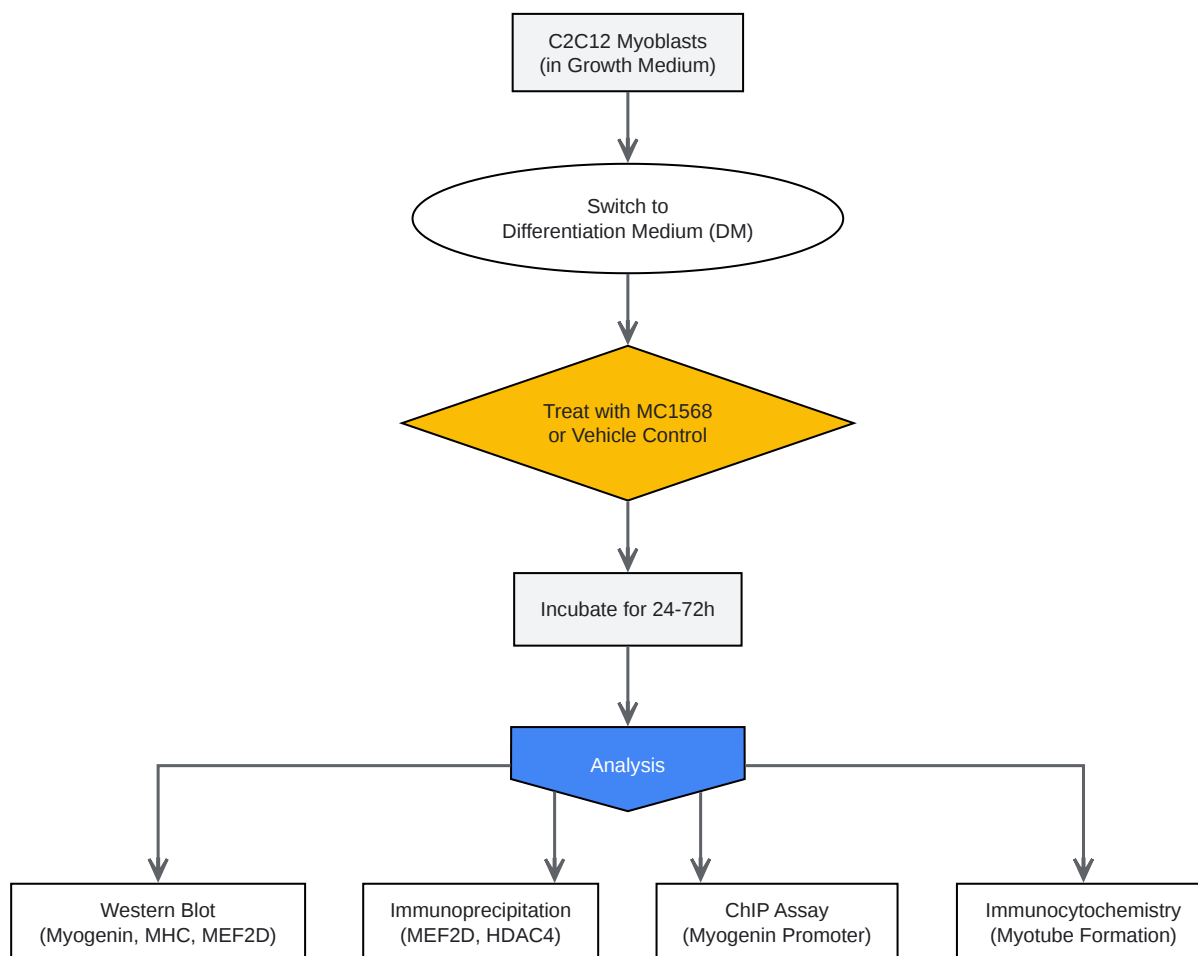 C2C12 Myoblasts
(in Growth Medium)
Switch to
Differentiation Medium (DM)
Treat with MC1568
or Vehicle Control
Incubate for 24-72h
Analysis
Western Blot
(Myogenin, MHC, MEF2D)
Immunoprecipitation
(MEF2D, HDAC4)
ChIP Assay
(Myogenin Promoter)
Immunocytochemistry
(Myotube Formation)